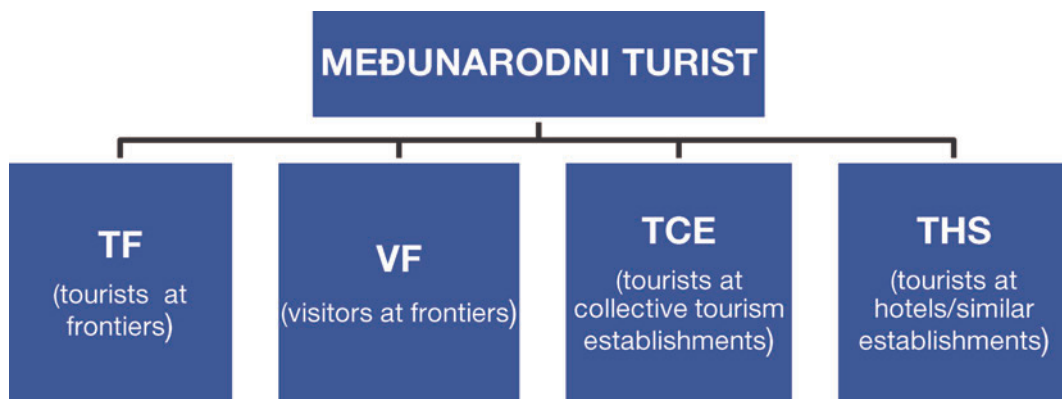 MEĐUNARODNI TURIST
TF
(tourists at
frontiers)
VF
(visitors at frontiers)
TCE
(tourists at
collective tourism
establishments)
THS
(tourists at
hotels/similar
establishments)